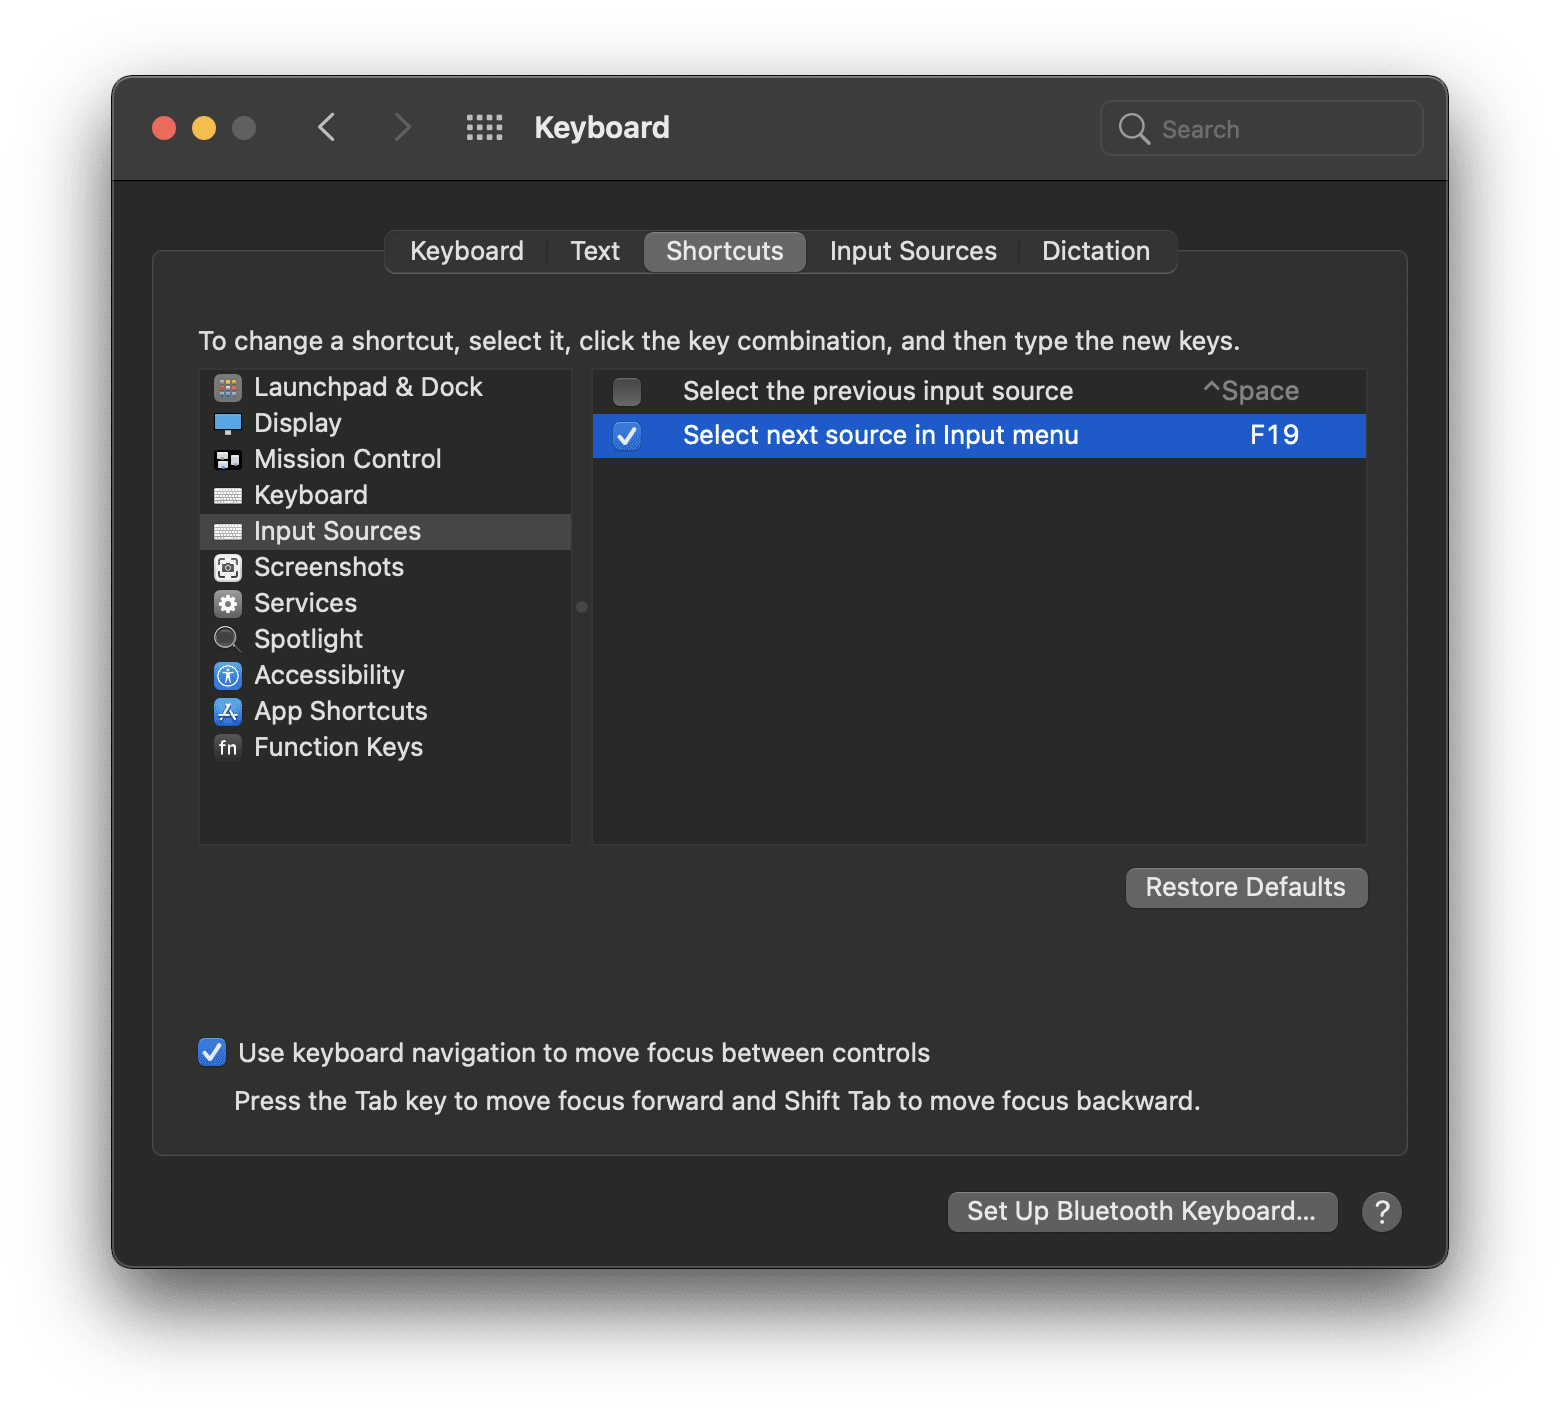 Keyboard
Search
Keyboard
Text
Shortcuts
Input Sources
Dictation
To change a shortcut, select it, click the key combination, and then type the new keys.
Launchpad & Dock
Display
Mission Control
Keyboard
Input Sources
Screenshots
Services
Spotlight
Accessibility
App Shortcuts
fn Function Keys
Select the previous input source ^Space
Select next source in Input menu F19
Restore Defaults
Use keyboard navigation to move focus between controls
Press the Tab key to move focus forward and Shift Tab to move focus backward.
Set Up Bluetooth Keyboard...
?